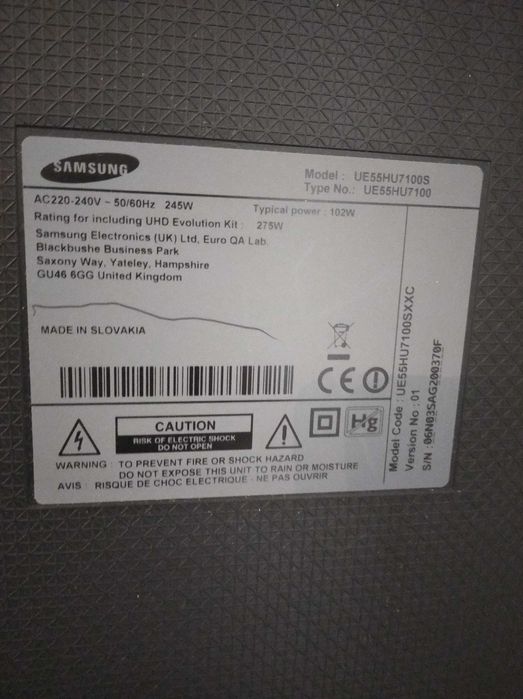 SAMSUNG
Model : UE55HU7100S
Type No.: UE55HU7100
AC220-240V ~ 50/60Hz 245W
Typical power : 102W
Rating for including UHD Evolution Kit : 275W
Samsung Electronics (UK) Ltd, Euro QA Lab.
Blackbushe Business Park
Saxony Way, Yateley, Hampshire
GU46 6GG United Kingdom
MADE IN SLOVAKIA
CE
Hg
CAUTION
RISK OF ELECTRIC SHOCK
DO NOT OPEN
WARNING : TO PREVENT FIRE OR SHOCK HAZARD
DO NOT EXPOSE THIS UNIT TO RAIN OR MOISTURE
AVIS : RISQUE DE CHOC ELECTRIQUE - NE PAS OUVRIR
Model Code : UE55HU7100SXXC
Version No : 01
S/N : 06N03SAG200370F